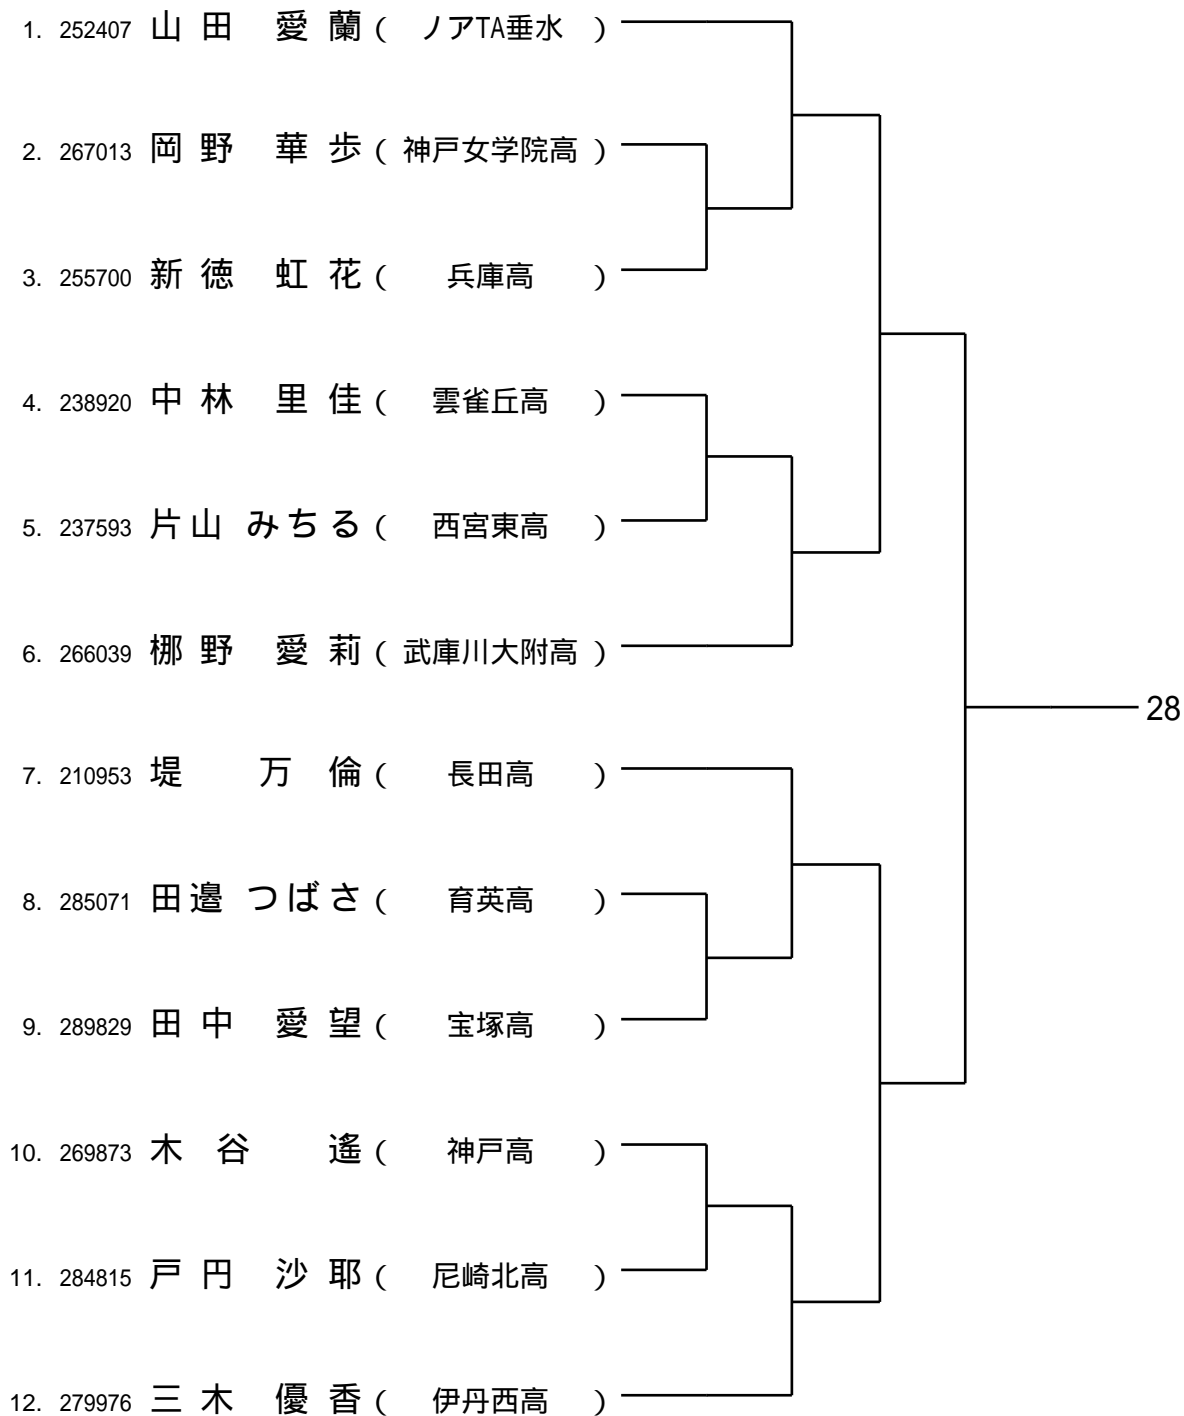 1. 252407 山田 愛蘭 ( ノアTA垂水 )
2. 267013 岡野 華歩 ( 神戸女学院高 )
3. 255700 新徳 虹花 ( 兵庫高 )
4. 238920 中林 里佳 ( 雲雀丘高 )
5. 237593 片山 みちる ( 西宮東高 )
6. 266039 梛野 愛莉 ( 武庫川大附高 )
28
7. 210953 堤 万倫 ( 長田高 )
8. 285071 田邉 つばさ ( 育英高 )
9. 289829 田中 愛望 ( 宝塚高 )
10. 269873 木谷 遙 ( 神戸高 )
11. 284815 戸円 沙耶 ( 尼崎北高 )
12. 279976 三木 優香 ( 伊丹西高 )